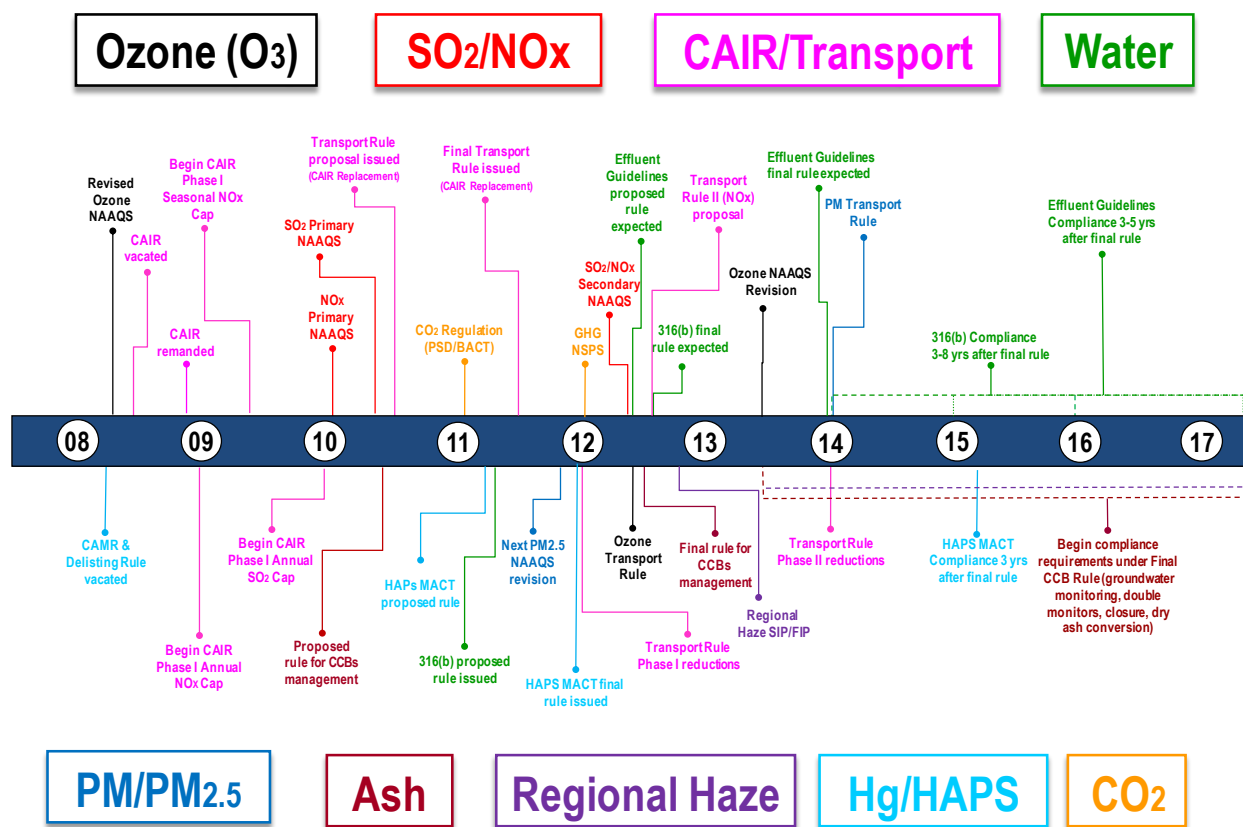 Ozone (O3)
SO2/NOx
CAIR/Transport
Water
Revised
Ozone
NAAQS
CAIR
vacated
Begin CAIR
Phase I
Seasonal NOx
Cap
CAIR
remanded
Transport Rule
proposal issued
(CAIR Replacement)
SO2 Primary
NAAQS
NOx
Primary
NAAQS
Final Transport
Rule issued
(CAIR Replacement)
CO2 Regulation
(PSD/BACT)
Effluent
Guidelines
proposed
rule
expected
SO2/NOx
Secondary
NAAQS
GHG
NSPS
Transport
Rule II (NOx)
proposal
316(b) final
rule expected
Effluent Guidelines
final rule expected
PM Transport
Rule
Ozone NAAQS
Revision
Effluent Guidelines
Compliance 3-5 yrs
after final rule
316(b) Compliance
3-8 yrs after final rule
08 09 10 11 12 13 14 15 16 17
CAMR &
Delisting Rule
vacated
Begin CAIR
Phase I Annual
NOx Cap
Begin CAIR
Phase I Annual
SO2 Cap
Proposed
rule for CCBs
management
HAPs MACT
proposed rule
316(b) proposed
rule issued
Next PM2.5
NAAQS
revision
HAPS MACT final
rule issued
Ozone
Transport
Rule
Final rule for
CCBs
management
Transport Rule
Phase I reductions
Regional
Haze SIP/FIP
Transport Rule
Phase II reductions
HAPS MACT
Compliance 3 yrs
after final rule
Begin compliance
requirements under Final
CCB Rule (groundwater
monitoring, double
monitors, closure, dry
ash conversion)
PM/PM2.5
Ash
Regional Haze
Hg/HAPS
CO2